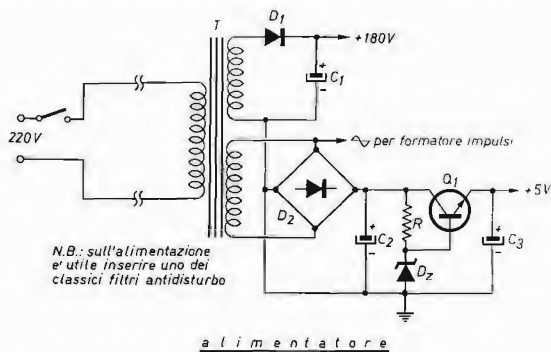 T
D1
+180V
C1
220V
∿ per formatore impulsi
D2
Q1
+5V
R
C2
C3
Dz
N.B.: sull'alimentazione
e' utile inserire uno dei
classici filtri antidisturbo
alimentatore